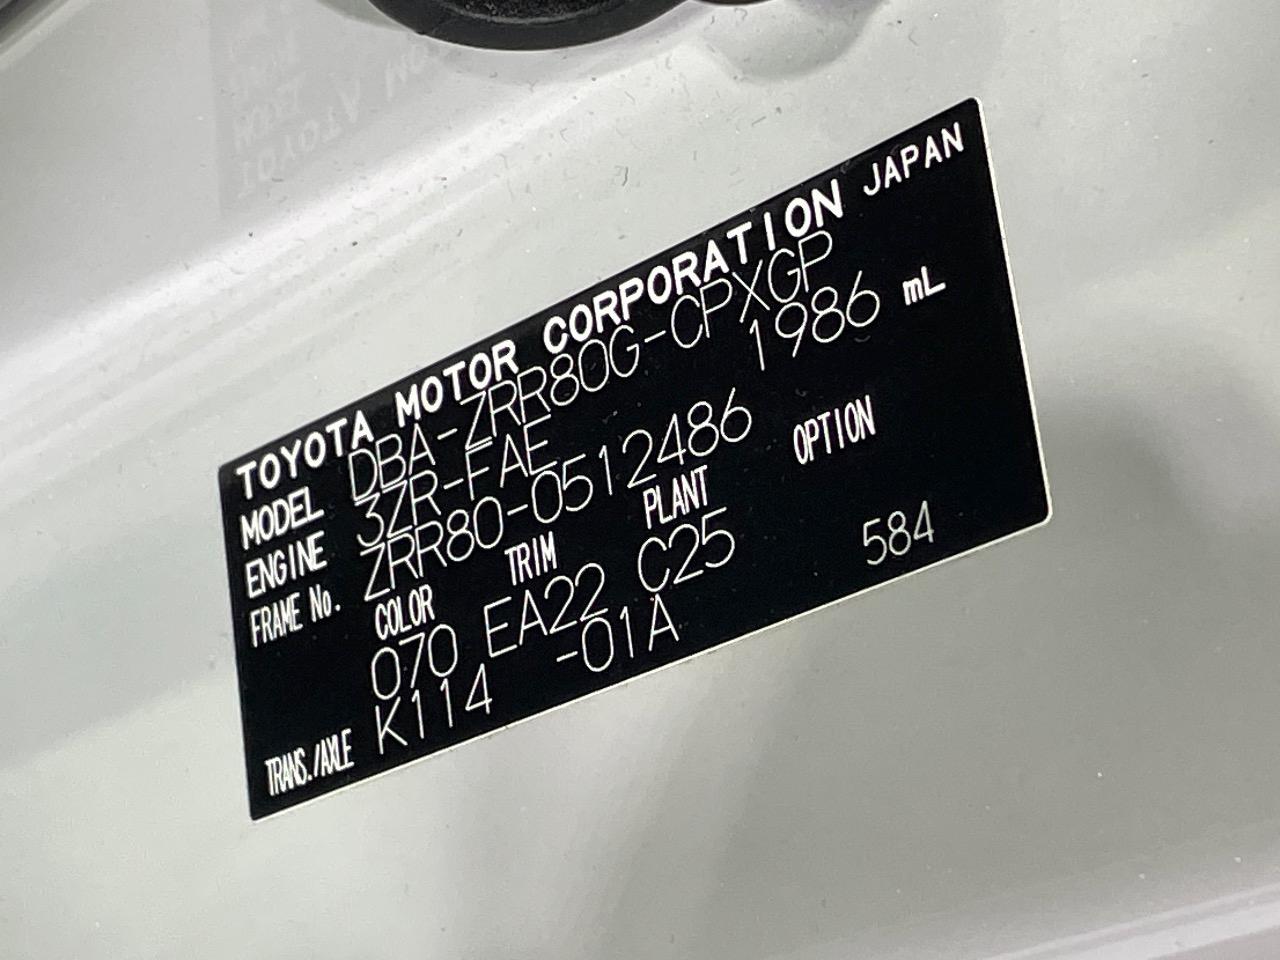 TOYOTA MOTOR CORPORATION JAPAN
MODEL DBA-ZRR80G-CPXGP
ENGINE 3ZR-FAE 1986 mL
FRAME No. ZRR80-0512486
COLOR TRIM PLANT OPTION
070 EA22 C25 584
TRANS./AXLE K114 -01A